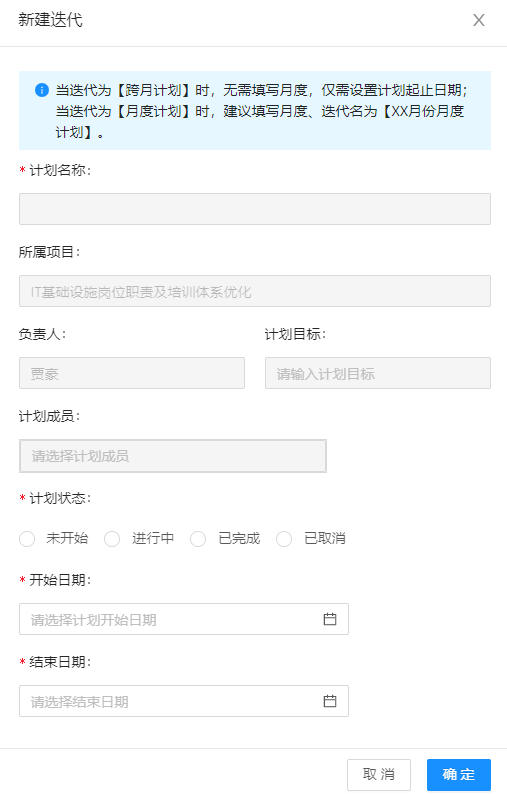 新建迭代
当迭代为【跨月计划】时，无需填写月度，仅需设置计划起止日期；
当迭代为【月度计划】时，建议填写月度、迭代名为【XX月份月度
计划】。
* 计划名称：
所属项目：
IT基础设施岗位职责及培训体系优化
负责人： 计划目标：
贾豪 请输入计划目标
计划成员：
请选择计划成员
* 计划状态：
未开始 进行中 已完成 已取消
* 开始日期：
请选择计划开始日期
* 结束日期：
请选择结束日期
取 消 确 定